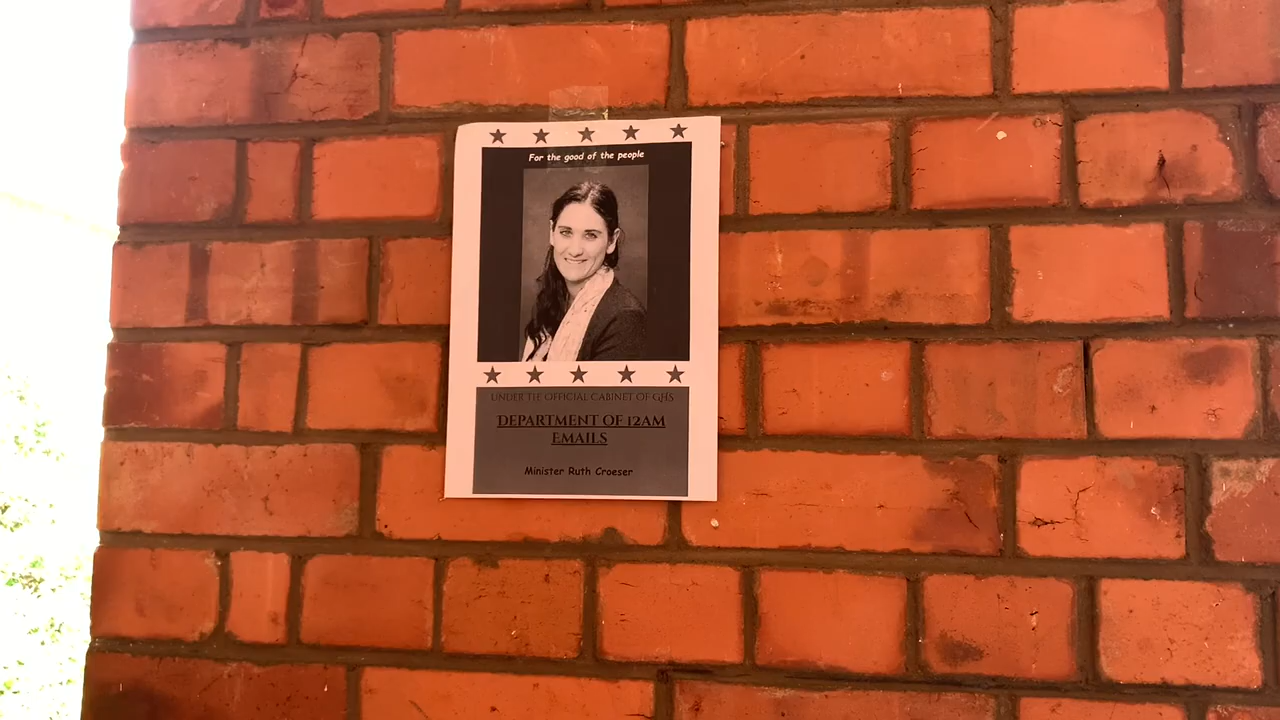 For the good of the people
UNDER THE OFFICIAL CABINET OF GHS
DEPARTMENT OF 12AM
EMAILS
Minister Ruth Croeser